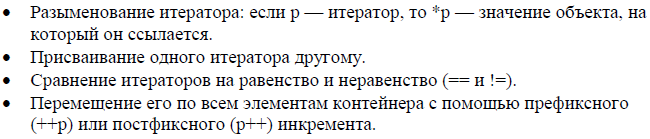 • Разыменование итератора: если p — итератор, то *p — значение объекта, на
который он ссылается.
• Присваивание одного итератора другому.
• Сравнение итераторов на равенство и неравенство (== и !=).
• Перемещение его по всем элементам контейнера с помощью префиксного
(++p) или постфиксного (p++) инкремента.